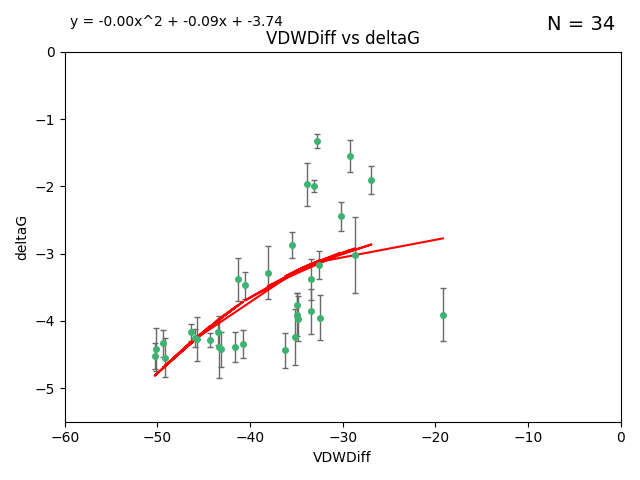 y = -0.00x^2 + -0.09x + -3.74
N = 34
VDWDiff vs deltaG
0
−1
−2
−3
−4
−5
deltaG
−60
−50
−40
−30
−20
−10
0
VDWDiff